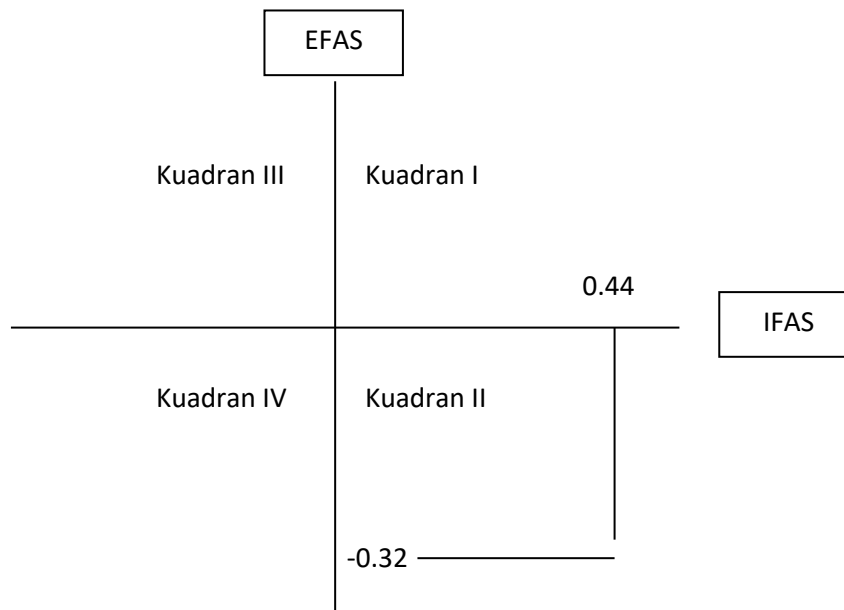 EFAS
Kuadran III
Kuadran I
0.44
IFAS
Kuadran IV
Kuadran II
-0.32